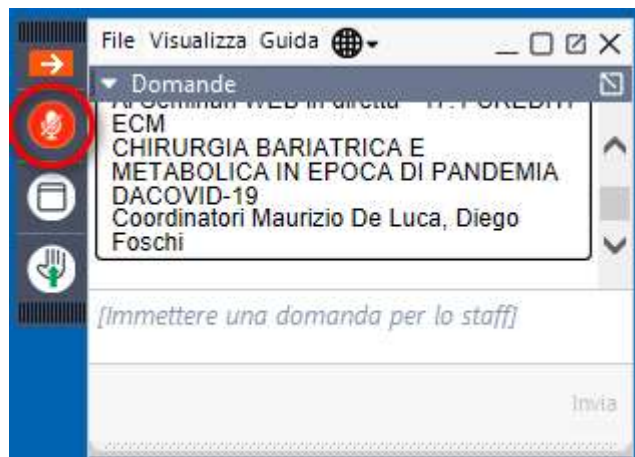 File Visualizza Guida
Domande
ECM
CHIRURGIA BARIATRICA E
METABOLICA IN EPOCA DI PANDEMIA
DACOVID-19
Coordinatori Maurizio De Luca, Diego
Foschi
[Immettere una domanda per lo staff]
Invia